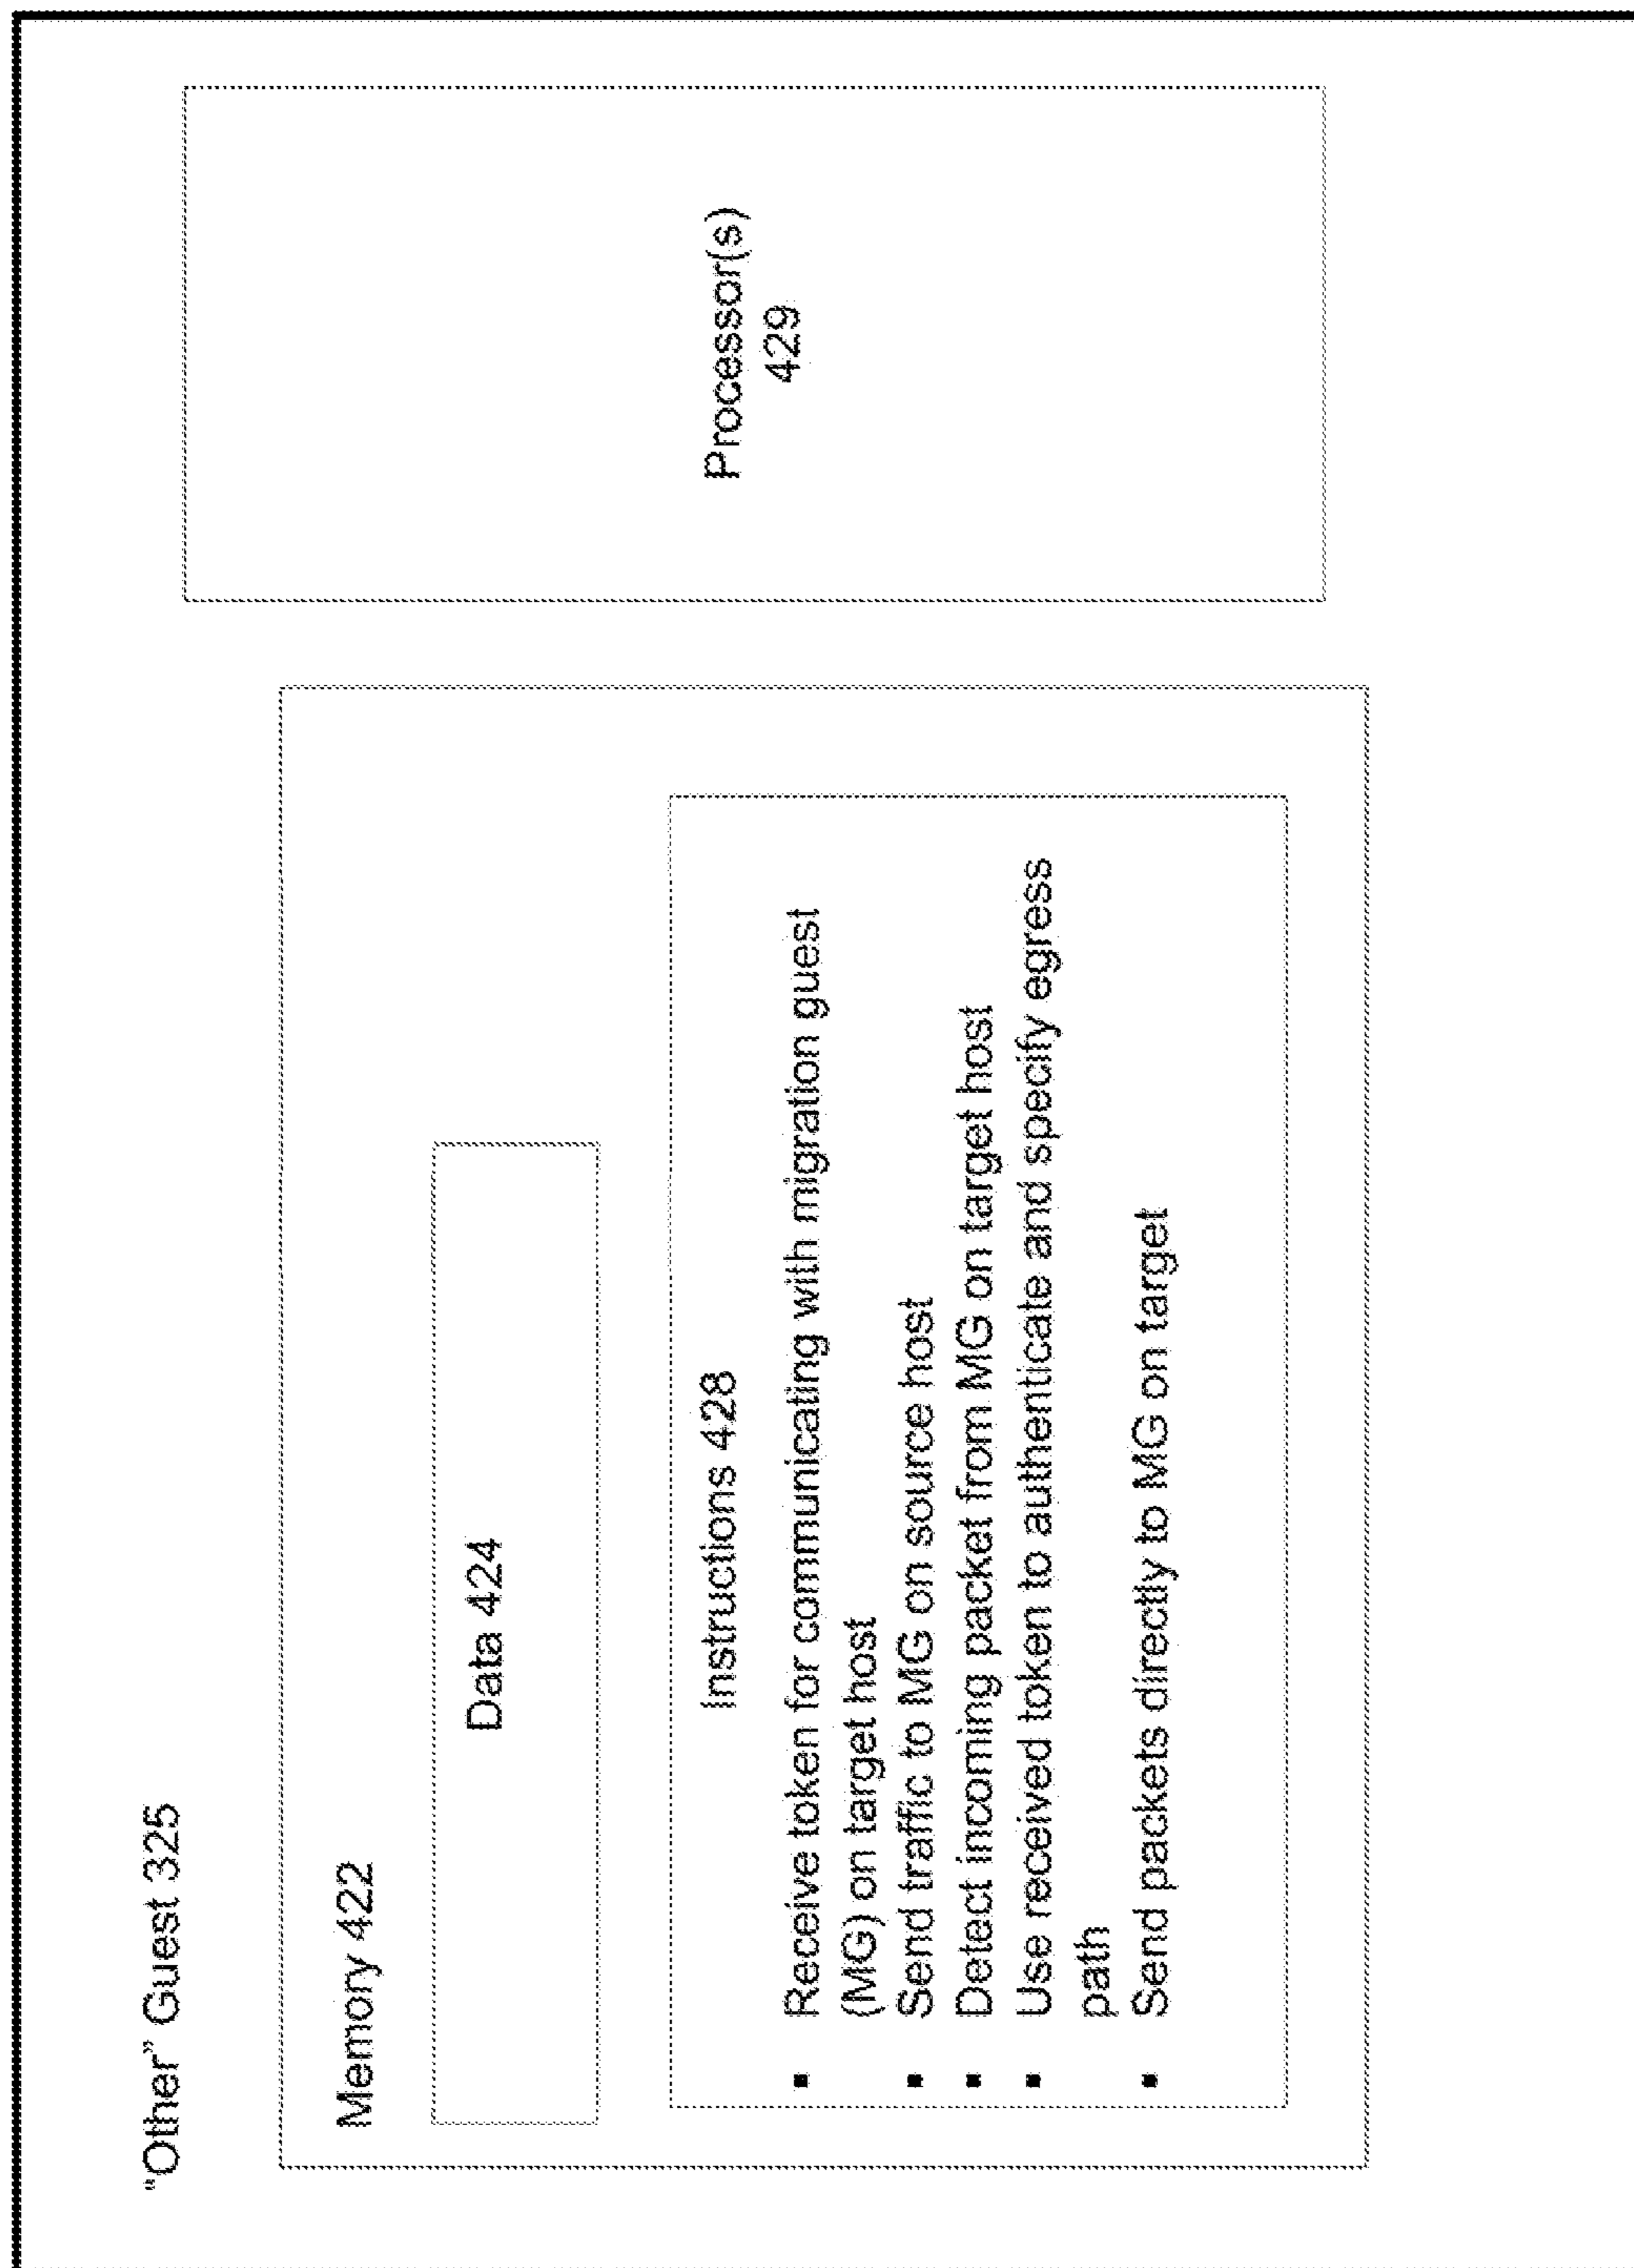 "Other" Guest 325
Memory 422
Data 424
Instructions 428
▪ Receive token for communicating with migration guest
(MG) on target host
▪ Send traffic to MG on source host
▪ Detect incoming packet from MG on target host
▪ Use received token to authenticate and specify egress
path
▪ Send packets directly to MG on target
Processor(s)
429